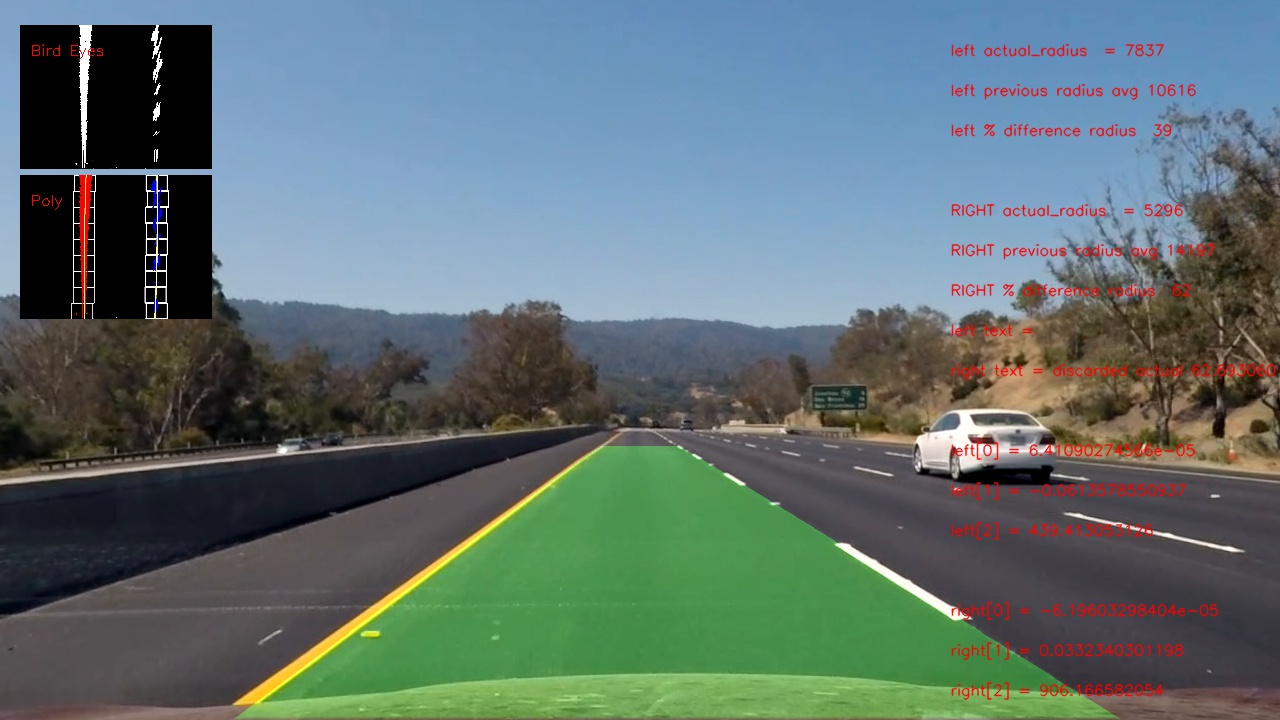 Bird Eyes
Poly
left actual_radius = 7837
left previous radius avg 10616
left % difference radius 39
RIGHT actual_radius = 5296
RIGHT previous radius avg 14197
RIGHT % difference radius 62
left text =
right text = discarded actual 62.693060
left[0] = 6.41090274566e-05
left[1] = -0.0613578550937
left[2] = 439.413053126
right[0] = -6.19603298404e-05
right[1] = 0.0332340301198
right[2] = 906.166582054